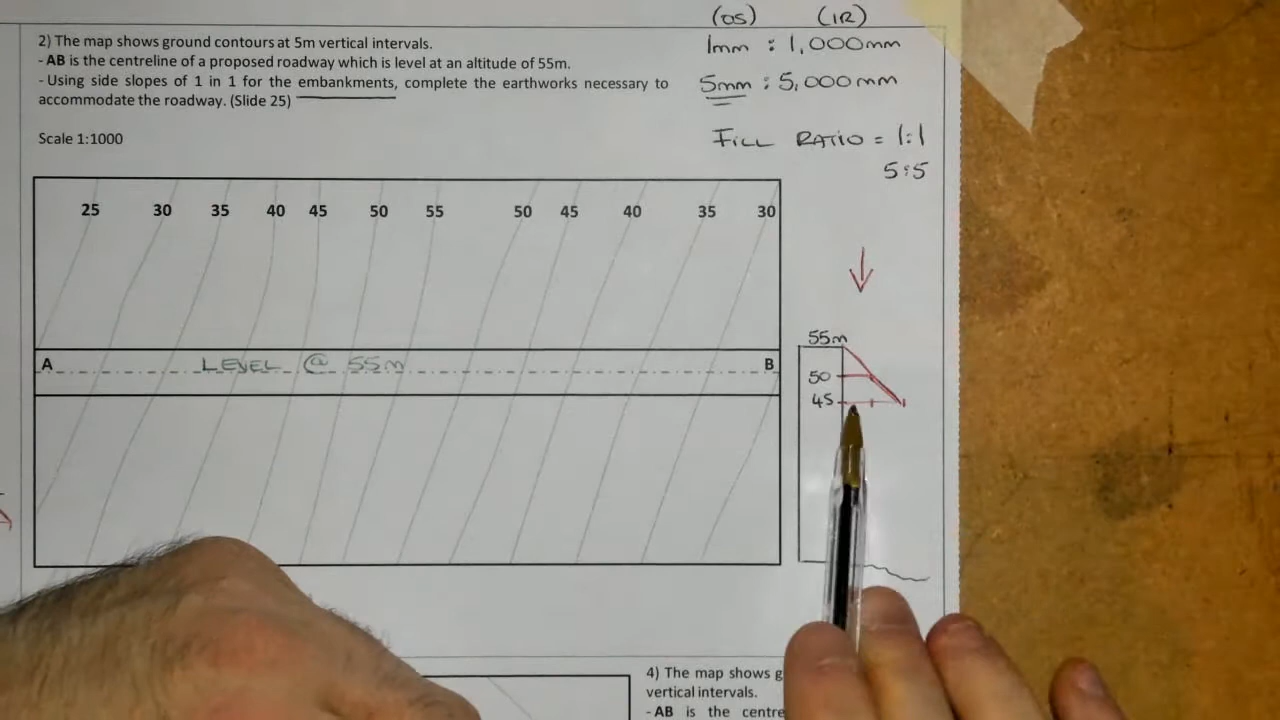 2) The map shows ground contours at 5m vertical intervals.
- AB is the centreline of a proposed roadway which is level at an altitude of 55m.
- Using side slopes of 1 in 1 for the embankments, complete the earthworks necessary to
accommodate the roadway. (Slide 25)
Scale 1:1000
(OS) (IR)
1mm : 1,000mm
5mm : 5,000mm
FILL RATIO = 1:1
5:5
25 30 35 40 45 50 55 50 45 40 35 30
A LEVEL @ 55M B
55m
50
45
4) The map shows g
vertical intervals.
- AB is the centre